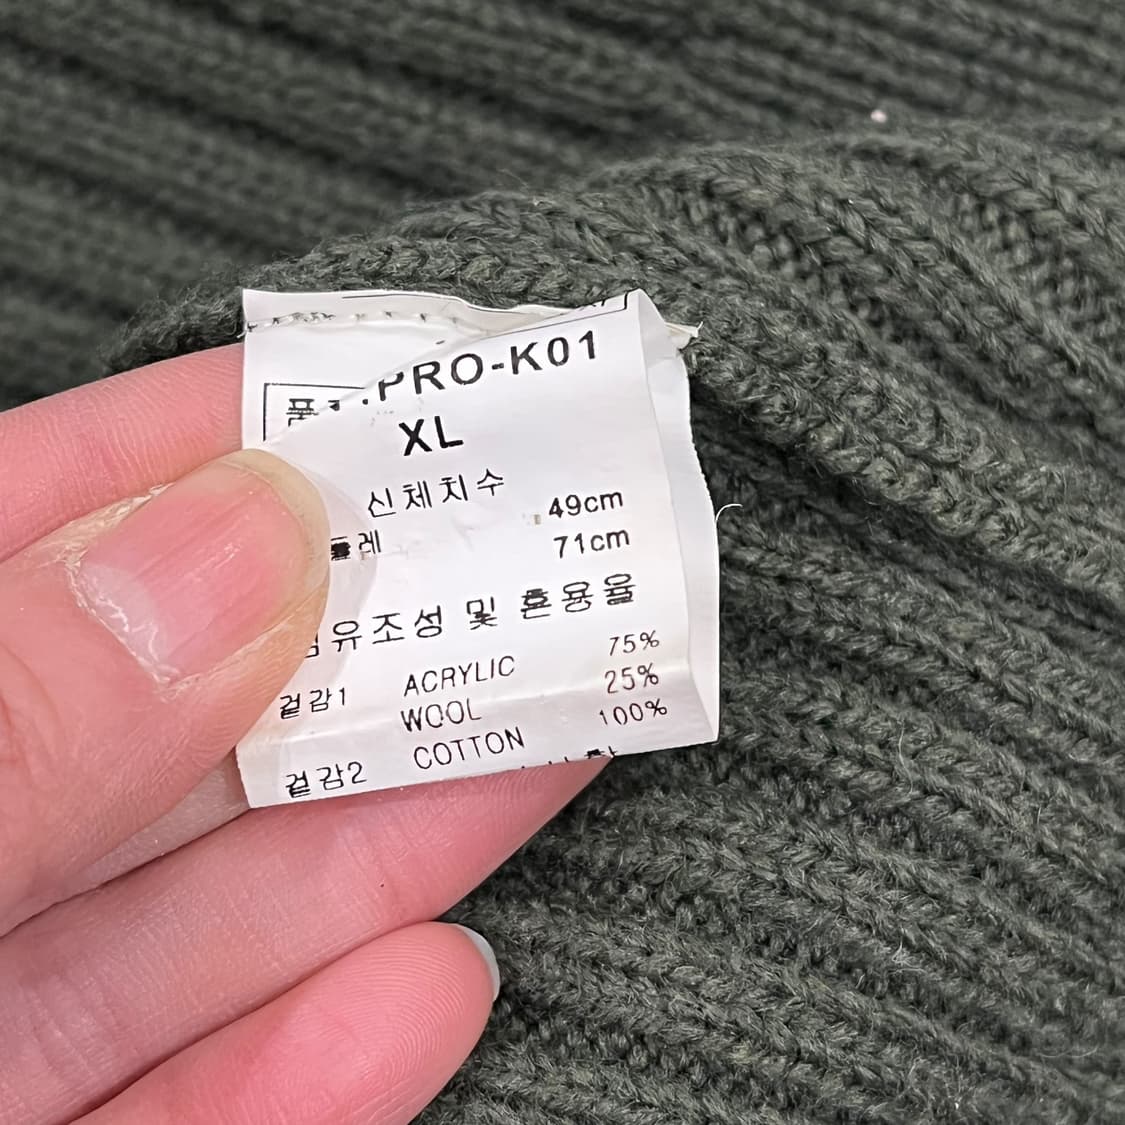 PRO-K01
XL
신체치수
49cm
71cm
유조성 및 혼용율
겉감1 ACRYLIC 75%
WOOL 25%
겉감2 COTTON 100%